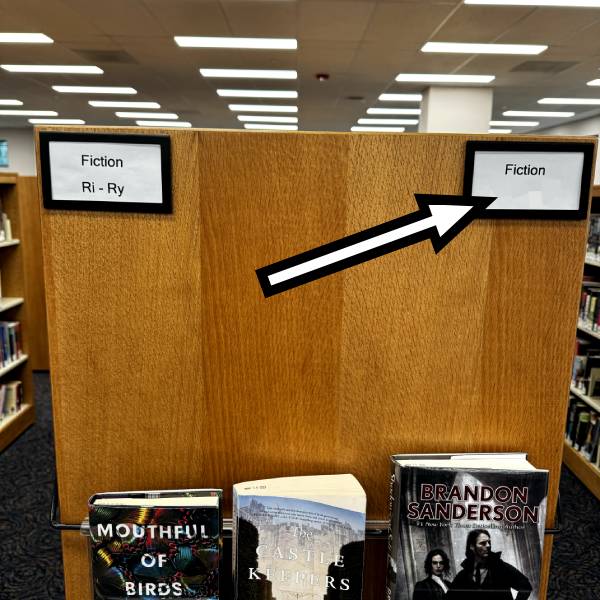 Fiction
Ri - Ry
Fiction
MOUTHFUL
OF
BIRDS
The
CASTLE
KEEPERS
BRANDON
SANDERSON
#1 New York Times Bestselling Author